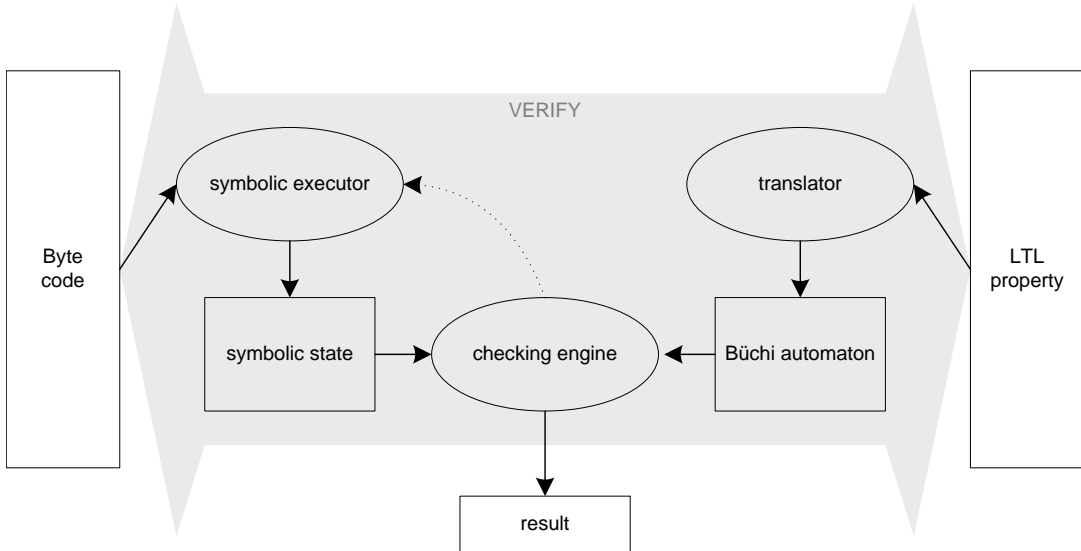 VERIFY
symbolic executor
translator
Byte
code
LTL
property
symbolic state
checking engine
Büchi automaton
result